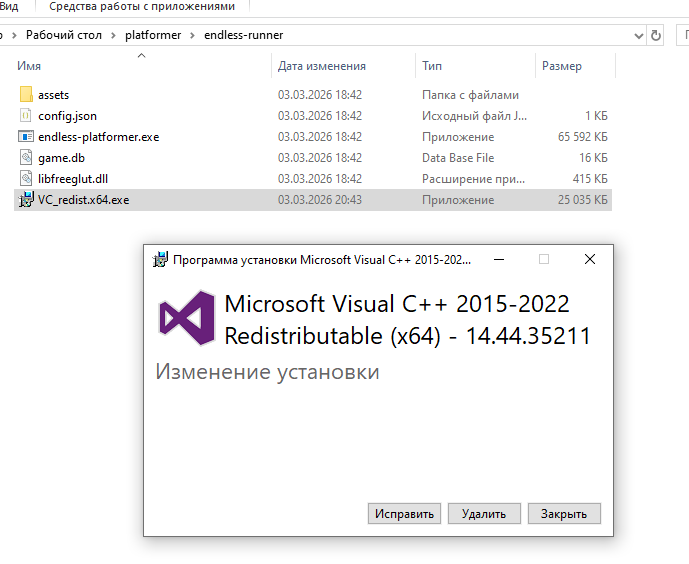 Вид Средства работы с приложениями
Рабочий стол platformer endless-runner
Имя Дата изменения Тип Размер
assets 03.03.2026 18:42 Папка с файлами
config.json 03.03.2026 18:42 Исходный файл J... 1 КБ
endless-platformer.exe 03.03.2026 18:42 Приложение 65 592 КБ
game.db 03.03.2026 18:42 Data Base File 16 КБ
libfreeglut.dll 03.03.2026 18:42 Расширение при... 415 КБ
VC_redist.x64.exe 03.03.2026 20:43 Приложение 25 035 КБ
Программа установки Microsoft Visual C++ 2015-202...
Microsoft Visual C++ 2015-2022
Redistributable (x64) - 14.44.35211
Изменение установки
Исправить Удалить Закрыть